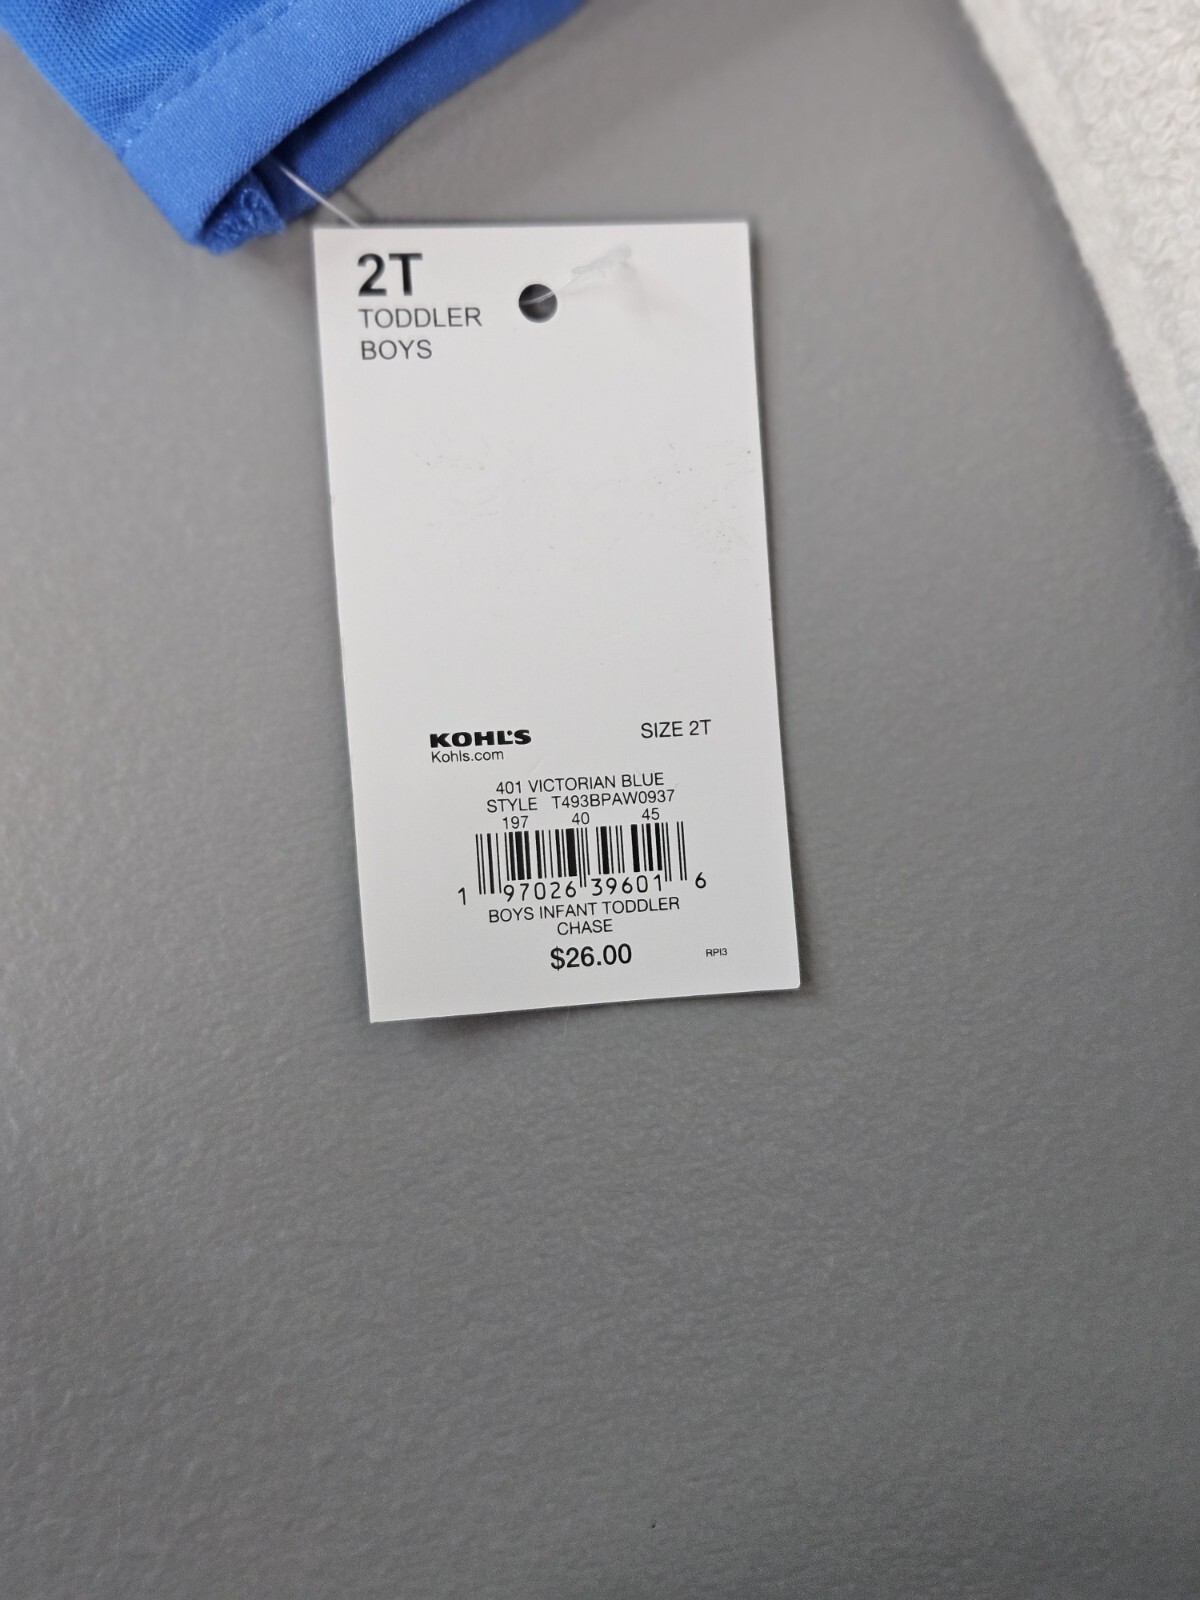 2T
TODDLER
BOYS
KOHL'S
SIZE 2T
Kohls.com
401 VICTORIAN BLUE
STYLE T493BPAW0937
197 40 45
1 97026 39601 6
BOYS INFANT TODDLER
CHASE
$26.00
RPI3